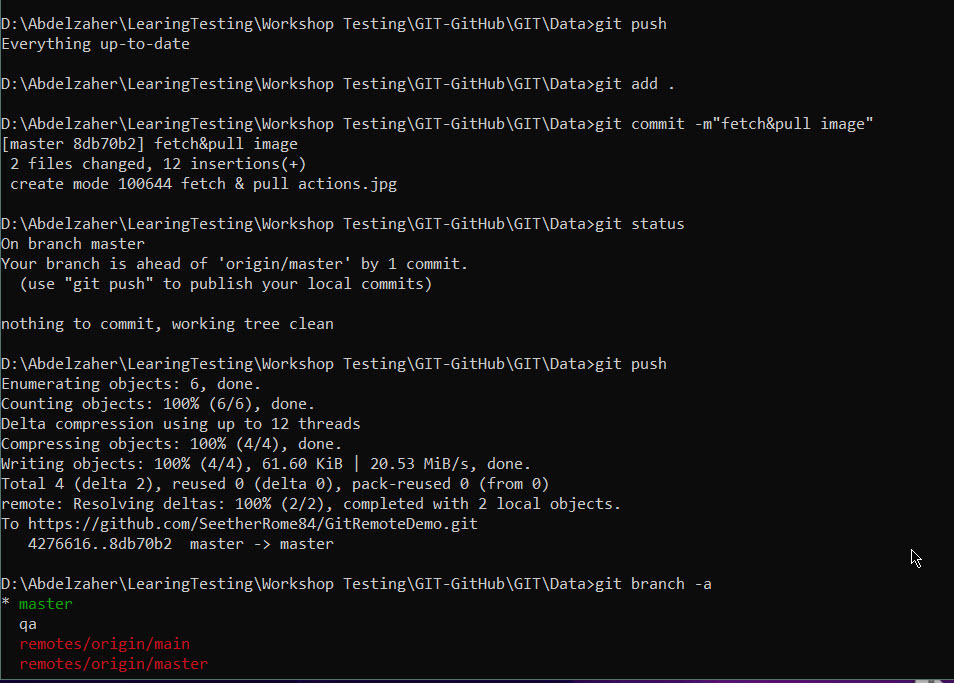 D:\Abdelzaher\LearingTesting\Workshop Testing\GIT-GitHub\GIT\Data>git push
Everything up-to-date
D:\Abdelzaher\LearingTesting\Workshop Testing\GIT-GitHub\GIT\Data>git add .
D:\Abdelzaher\LearingTesting\Workshop Testing\GIT-GitHub\GIT\Data>git commit -m"fetch&pull image"
[master 8db70b2] fetch&pull image
 2 files changed, 12 insertions(+)
 create mode 100644 fetch & pull actions.jpg
D:\Abdelzaher\LearingTesting\Workshop Testing\GIT-GitHub\GIT\Data>git status
On branch master
Your branch is ahead of 'origin/master' by 1 commit.
  (use "git push" to publish your local commits)
nothing to commit, working tree clean
D:\Abdelzaher\LearingTesting\Workshop Testing\GIT-GitHub\GIT\Data>git push
Enumerating objects: 6, done.
Counting objects: 100% (6/6), done.
Delta compression using up to 12 threads
Compressing objects: 100% (4/4), done.
Writing objects: 100% (4/4), 61.60 KiB | 20.53 MiB/s, done.
Total 4 (delta 2), reused 0 (delta 0), pack-reused 0 (from 0)
remote: Resolving deltas: 100% (2/2), completed with 2 local objects.
To https://github.com/SeetherRome84/GitRemoteDemo.git
   4276616..8db70b2  master -> master
D:\Abdelzaher\LearingTesting\Workshop Testing\GIT-GitHub\GIT\Data>git branch -a
* master
  qa
  remotes/origin/main
  remotes/origin/master